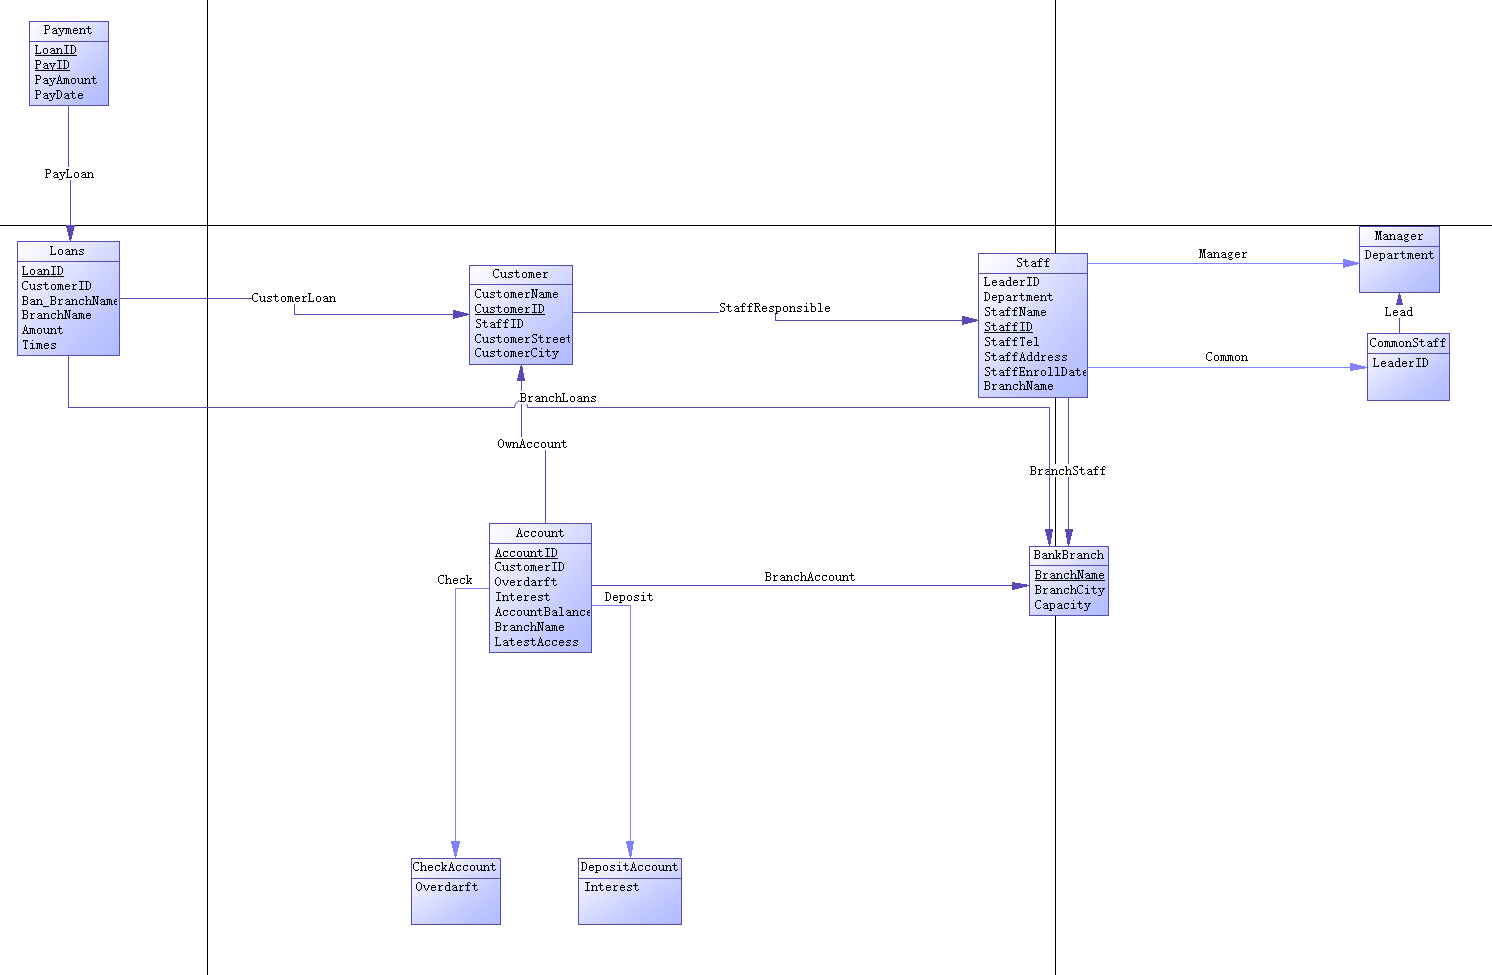 Payment
LoanID
PayID
PayAmount
PayDate
PayLoan
Loans
LoanID
CustomerID
Ban_BranchName
BranchName
Amount
Times
CustomerLoan
Customer
CustomerName
CustomerID
StaffID
CustomerStreet
CustomerCity
StaffResponsible
Staff
LeaderID
Department
StaffName
StaffID
StaffTel
StaffAddress
StaffEnrollDate
BranchName
Manager
Manager
Department
Lead
Common
CommonStaff
LeaderID
BranchLoans
OwnAccount
BranchStaff
Account
AccountID
CustomerID
Overdarft
Interest
AccountBalance
BranchName
LatestAccess
Check
Deposit
BranchAccount
BankBranch
BranchName
BranchCity
Capacity
CheckAccount
Overdarft
DepositAccount
Interest